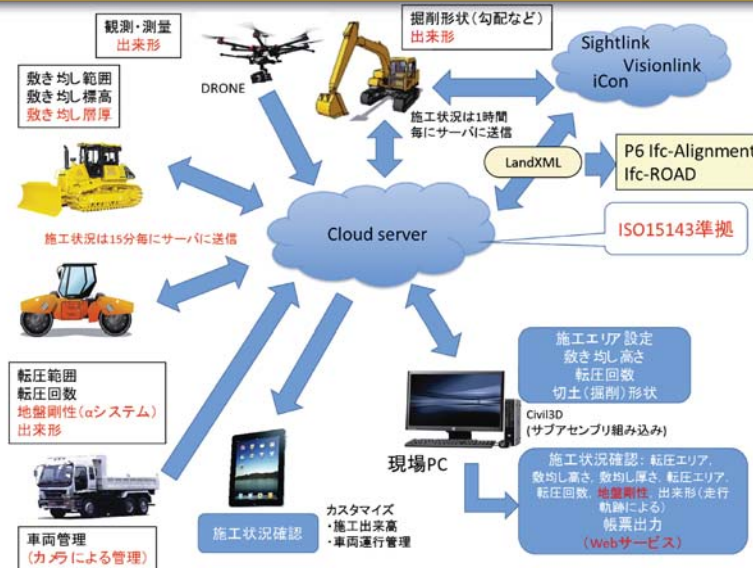 観測・測量
出来形
DRONE
掘削形状（勾配など）
出来形
Sightlink
Visionlink
iCon
敷き均し範囲
敷き均し標高
敷き均し層厚
施工状況は1時間
毎にサーバに送信
LandXML
P6 Ifc-Alignment
Ifc-ROAD
Cloud server
ISO15143準拠
施工状況は15分毎にサーバに送信
転圧範囲
転圧回数
地盤剛性(αシステム)
出来形
施工エリア設定
敷き均し高さ
転圧回数
切土(掘削)形状
Civil3D
(サブアセンブリ組み込み)
現場PC
施工状況確認
カスタマイズ
・施工出来高
・車両運行管理
施工状況確認: 転圧エリア,
敷均し高さ, 敷均し厚さ, 転圧エリア,
転圧回数, 地盤剛性, 出来形(走行
軌跡による)
帳票出力
(Webサービス)
車両管理
(カメラによる管理)